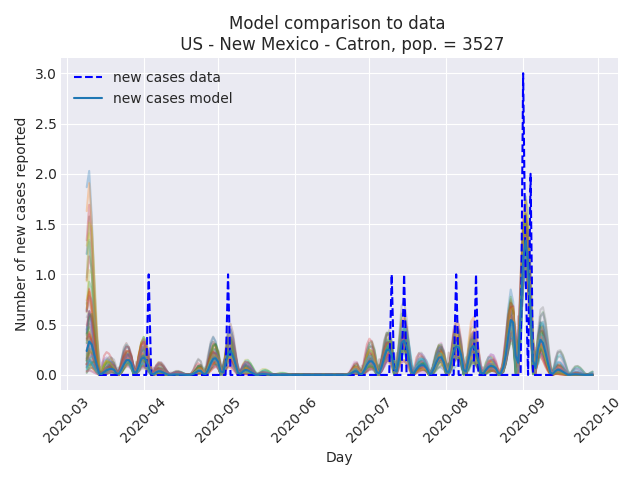 Model comparison to data
US - New Mexico - Catron, pop. = 3527
new cases data
new cases model
Number of new cases reported
3.0
2.5
2.0
1.5
1.0
0.5
0.0
2020-03
2020-04
2020-05
2020-06
2020-07
2020-08
2020-09
2020-10
Day